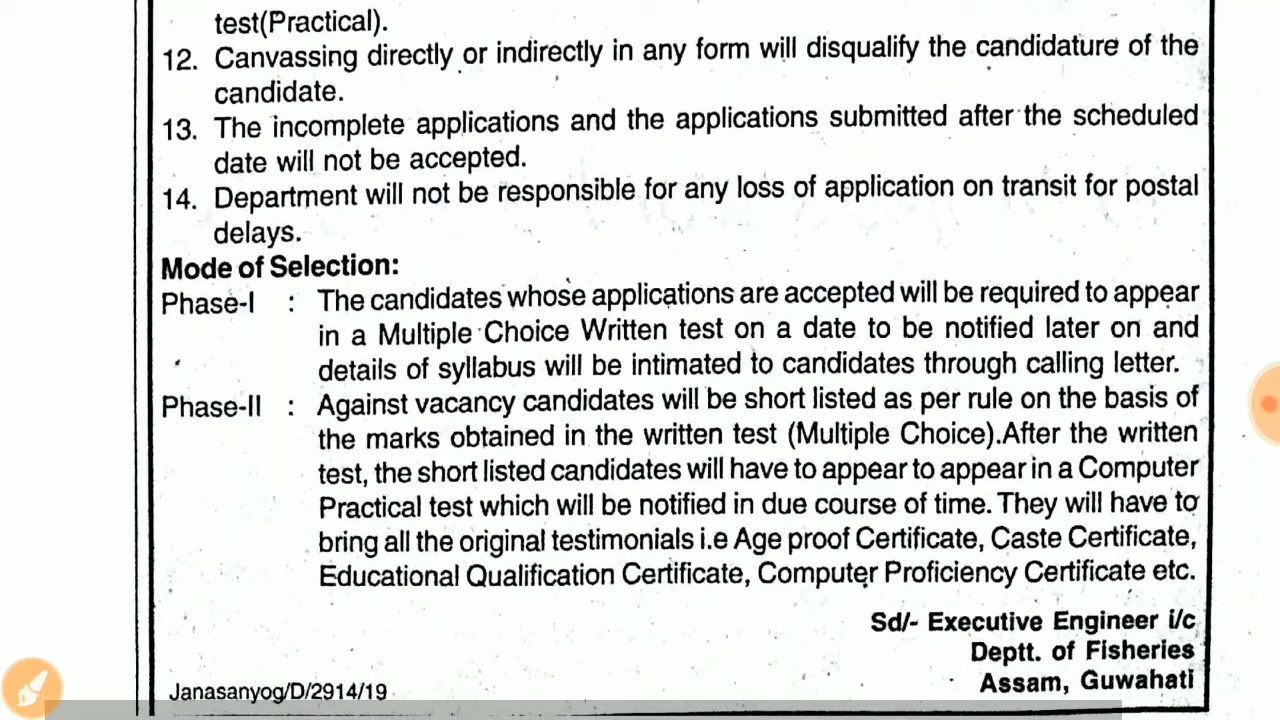 test(Practical).
12. Canvassing directly or indirectly in any form will disqualify the candidature of the
candidate.
13. The incomplete applications and the applications submitted after the scheduled
date will not be accepted.
14. Department will not be responsible for any loss of application on transit for postal
delays.
Mode of Selection:
Phase-I : The candidates whose applications are accepted will be required to appear
in a Multiple Choice Written test on a date to be notified later on and
details of syllabus will be intimated to candidates through calling letter.
Phase-II : Against vacancy candidates will be short listed as per rule on the basis of
the marks obtained in the written test (Multiple Choice).After the written
test, the short listed candidates will have to appear to appear in a Computer
Practical test which will be notified in due course of time. They will have to
bring all the original testimonials i.e Age proof Certificate, Caste Certificate,
Educational Qualification Certificate, Computer Proficiency Certificate etc.
Sd/- Executive Engineer i/c
Deptt. of Fisheries
Assam, Guwahati
Janasanyog/D/2914/19